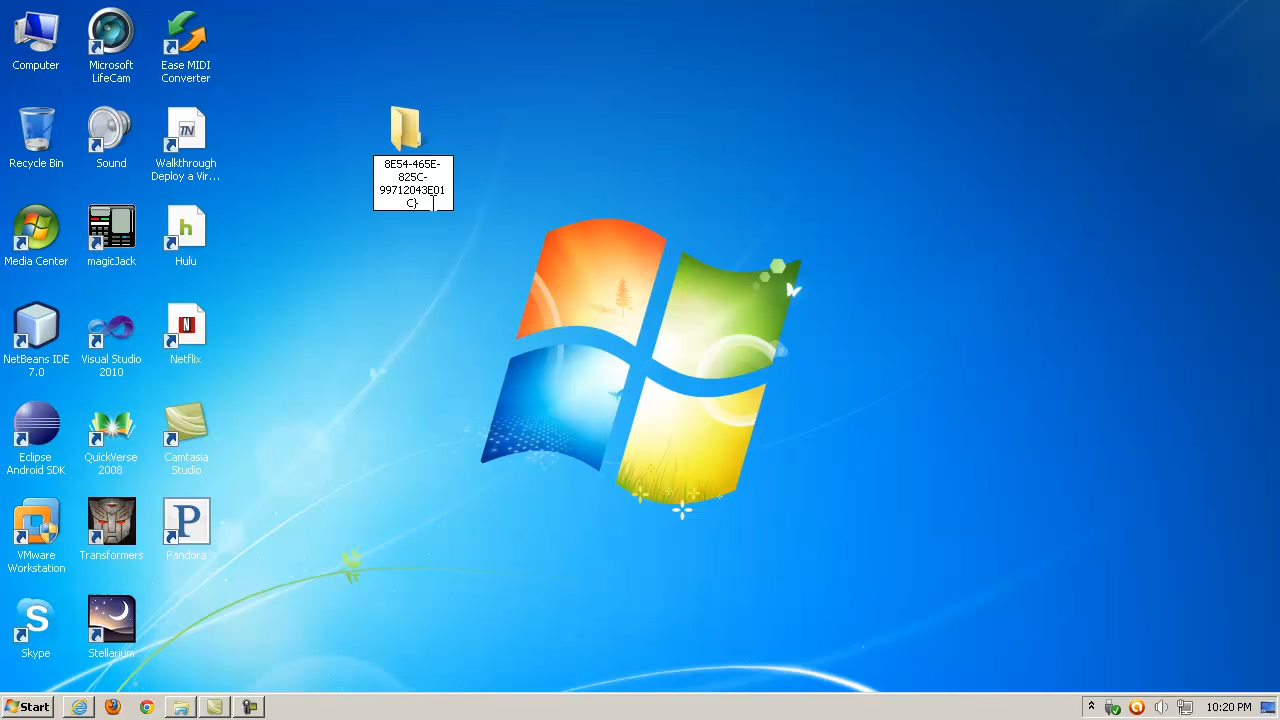 Computer
Microsoft
LifeCam
Ease MIDI
Converter
Recycle Bin
Sound
TN
Walkthrough
Deploy a Vir...
8E54-465E-
825C-
99712043E01
C}
Media Center
magicJack
h
Hulu
NetBeans IDE
7.0
Visual Studio
2010
N
Netflix
Eclipse
Android SDK
QuickVerse
2008
Camtasia
Studio
VMware
Workstation
Transformers
P
Pandora
S
Skype
Stellarium
Start
10:20 PM